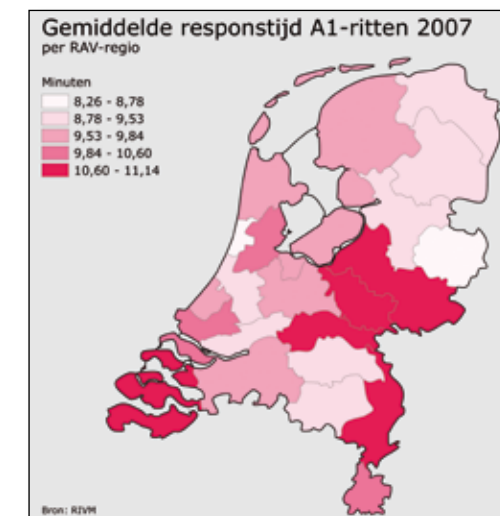 Gemiddelde responstijd A1-ritten 2007
per RAV-regio
Minuten
8,26 - 8,78
8,78 - 9,53
9,53 - 9,84
9,84 - 10,60
10,60 - 11,14
Bron: RIVM